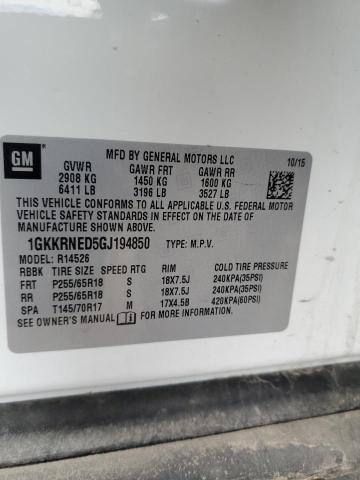 GM
MFD BY GENERAL MOTORS LLC 10/15
GVWR GAWR FRT GAWR RR
2908 KG 1450 KG 1600 KG
6411 LB 3196 LB 3527 LB
THIS VEHICLE CONFORMS TO ALL APPLICABLE U.S. FEDERAL MOTOR
VEHICLE SAFETY STANDARDS IN EFFECT ON THE DATE OF
MANUFACTURE SHOWN ABOVE.
1GKKRNED5GJ194850 TYPE: M.P.V.
MODEL: R14526
RBBK TIRE SIZE SPEED RTG RIM COLD TIRE PRESSURE
FRT P255/65R18 S 18X7.5J 240KPA(35PSI)
RR P255/65R18 S 18X7.5J 240KPA(35PSI)
SPA T145/70R17 M 17X4.5B 420KPA(60PSI)
SEE OWNER'S MANUAL FOR MORE INFORMATION.